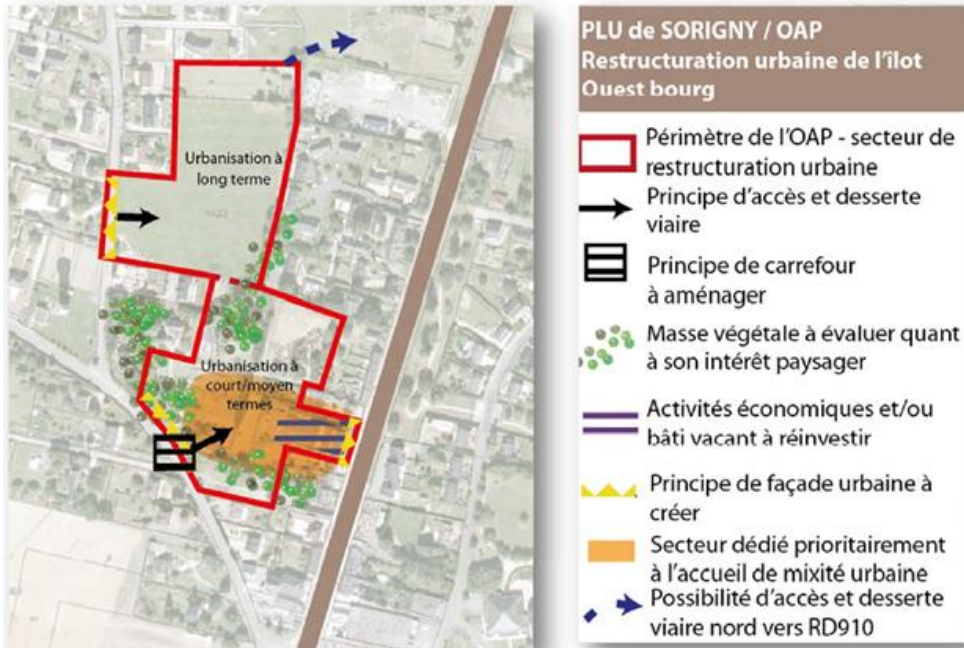 Urbanisation à
long terme
Urbanisation à
court/moyen
termes
PLU de SORIGNY / OAP
Restructuration urbaine de l'îlot
Ouest bourg
Périmètre de l'OAP - secteur de
restructuration urbaine
Principe d'accès et desserte
viaire
Principe de carrefour
à aménager
Masse végétale à évaluer quant
à son intérêt paysager
Activités économiques et/ou
bâti vacant à réinvestir
Principe de façade urbaine à
créer
Secteur dédié prioritairement
à l'accueil de mixité urbaine
Possibilité d'accès et desserte
viaire nord vers RD910